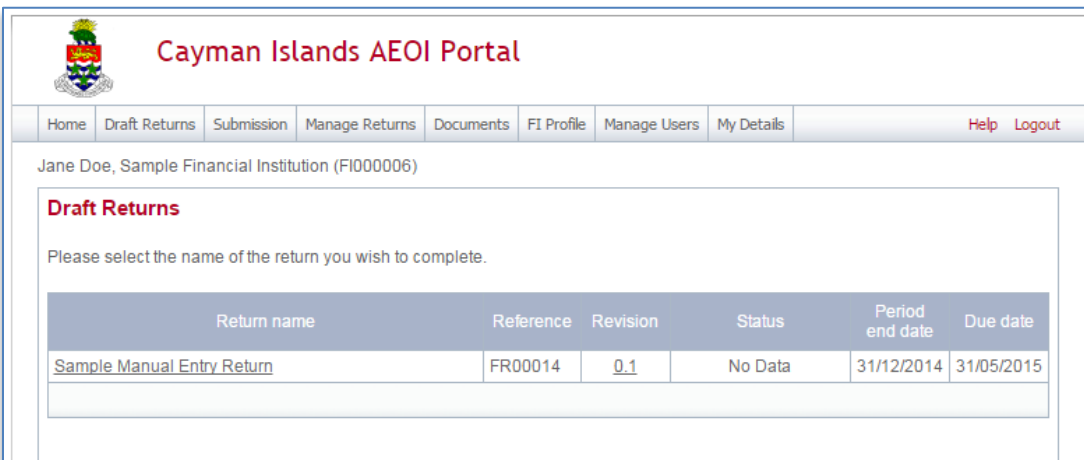 Cayman Islands AEOI Portal
Home Draft Returns Submission Manage Returns Documents FI Profile Manage Users My Details Help Logout
Jane Doe, Sample Financial Institution (FI000006)
Draft Returns
Please select the name of the return you wish to complete.
Return name Reference Revision Status Period end date Due date
Sample Manual Entry Return FR00014 0.1 No Data 31/12/2014 31/05/2015